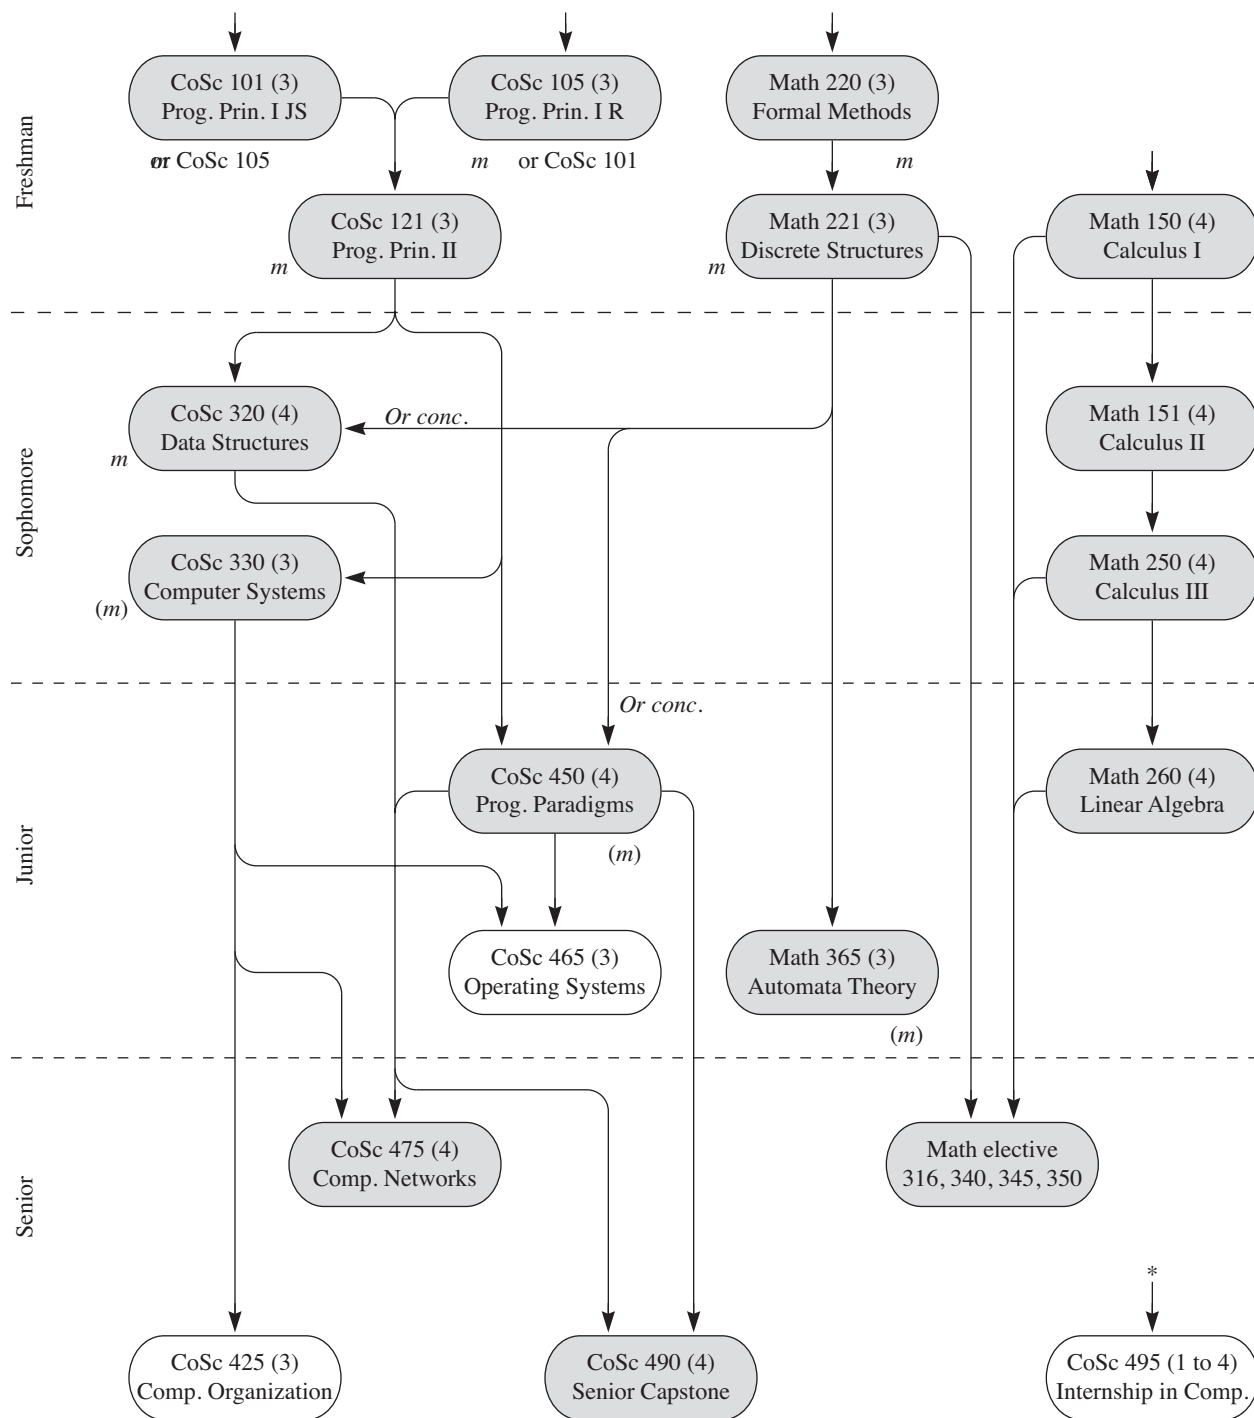 Freshman
CoSc 101 (3)
Prog. Prin. I JS
CoSc 105 (3)
Prog. Prin. I R
Math 220 (3)
Formal Methods
or CoSc 105
m
or CoSc 101
m
CoSc 121 (3)
Prog. Prin. II
m
Math 221 (3)
Discrete Structures
m
Math 150 (4)
Calculus I
Sophomore
CoSc 320 (4)
Data Structures
m
Or conc.
Math 151 (4)
Calculus II
CoSc 330 (3)
Computer Systems
(m)
Math 250 (4)
Calculus III
Junior
Or conc.
CoSc 450 (4)
Prog. Paradigms
(m)
Math 260 (4)
Linear Algebra
CoSc 465 (3)
Operating Systems
Math 365 (3)
Automata Theory
(m)
Senior
CoSc 475 (4)
Comp. Networks
Math elective
316, 340, 345, 350
*
CoSc 425 (3)
Comp. Organization
CoSc 490 (4)
Senior Capstone
CoSc 495 (1 to 4)
Internship in Comp.